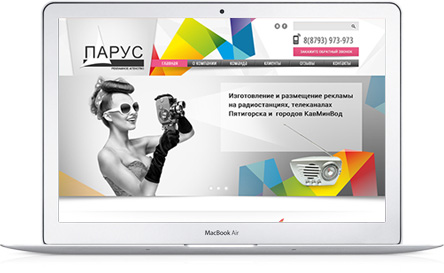 ПАРУС
РЕКЛАМНОЕ АГЕНТСТВО
8(8793) 973-973
ЗАКАЖИТЕ ОБРАТНЫЙ ЗВОНОК
ГЛАВНАЯ О КОМПАНИИ КОМАНДА КЛИЕНТЫ ОТЗЫВЫ КОНТАКТЫ
Изготовление и размещение рекламы
на радиостанциях, телеканалах
Пятигорска и городов КавМинВод
MacBook Air